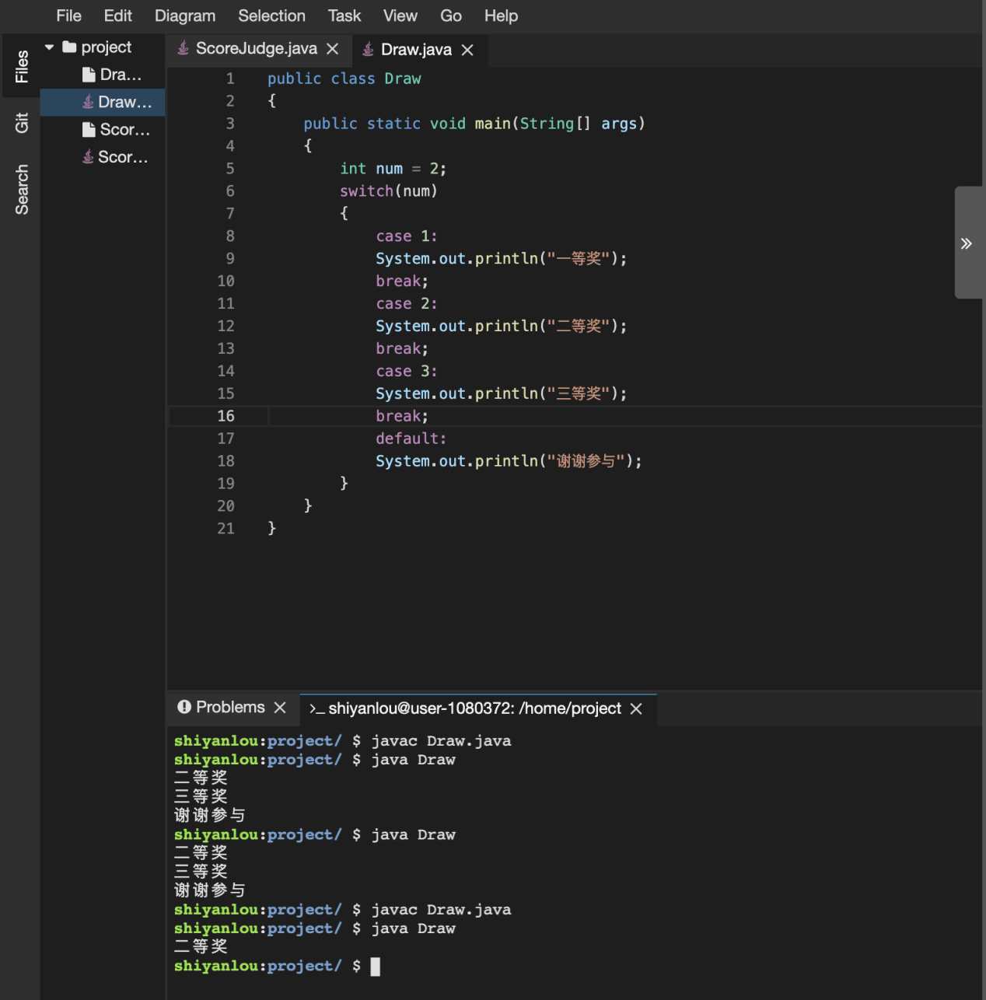 File Edit Diagram Selection Task View Go Help
Files
Git
Search
project
Dra...
Draw...
Scor...
Scor...
ScoreJudge.java
Draw.java
1 public class Draw
2 {
3 public static void main(String[] args)
4 {
5 int num = 2;
6 switch(num)
7 {
8 case 1:
9 System.out.println("一等奖");
10 break;
11 case 2:
12 System.out.println("二等奖");
13 break;
14 case 3:
15 System.out.println("三等奖");
16 break;
17 default:
18 System.out.println("谢谢参与");
19 }
20 }
21 }
Problems
>_ shiyanlou@user-1080372: /home/project
shiyanlou:project/ $ javac Draw.java
shiyanlou:project/ $ java Draw
二等奖
三等奖
谢谢参与
shiyanlou:project/ $ java Draw
二等奖
三等奖
谢谢参与
shiyanlou:project/ $ javac Draw.java
shiyanlou:project/ $ java Draw
二等奖
shiyanlou:project/ $